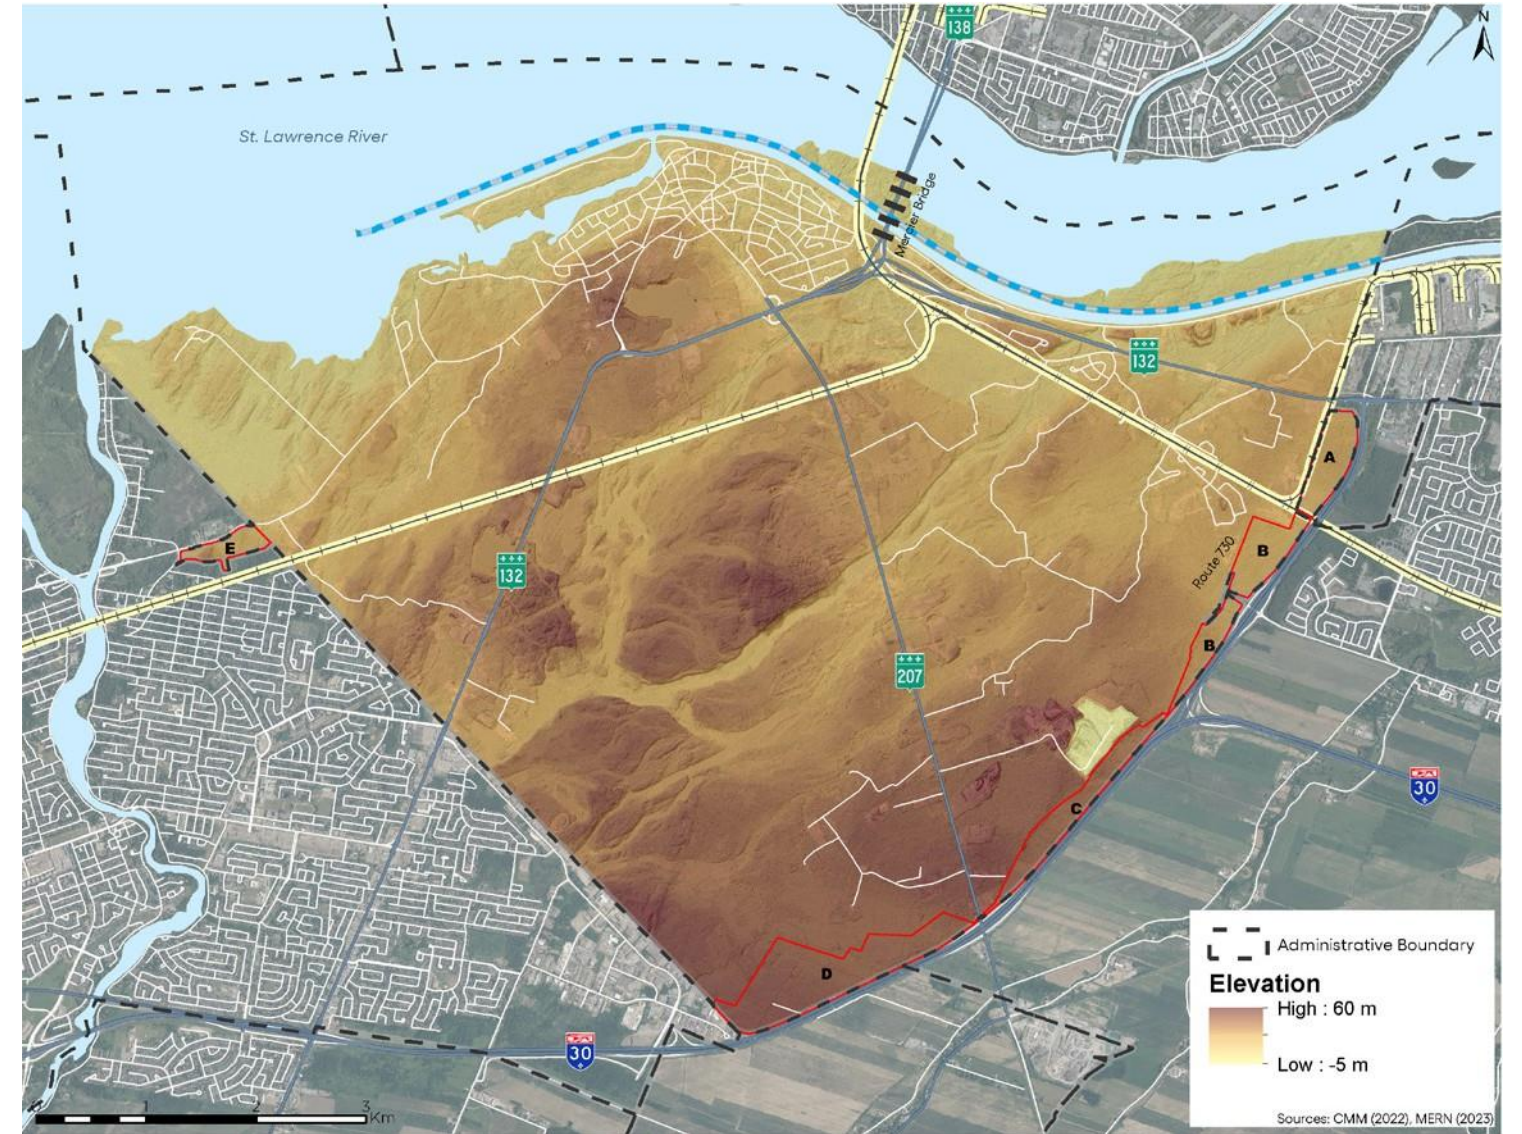 138
N
St. Lawrence River
Mercier Bridge
132
A
Route 730
B
E
132
B
207
30
C
D
30
Administrative Boundary
Elevation
High : 60 m
Low : -5 m
1 2 3 Km
Sources: CMM (2022), MERN (2023)